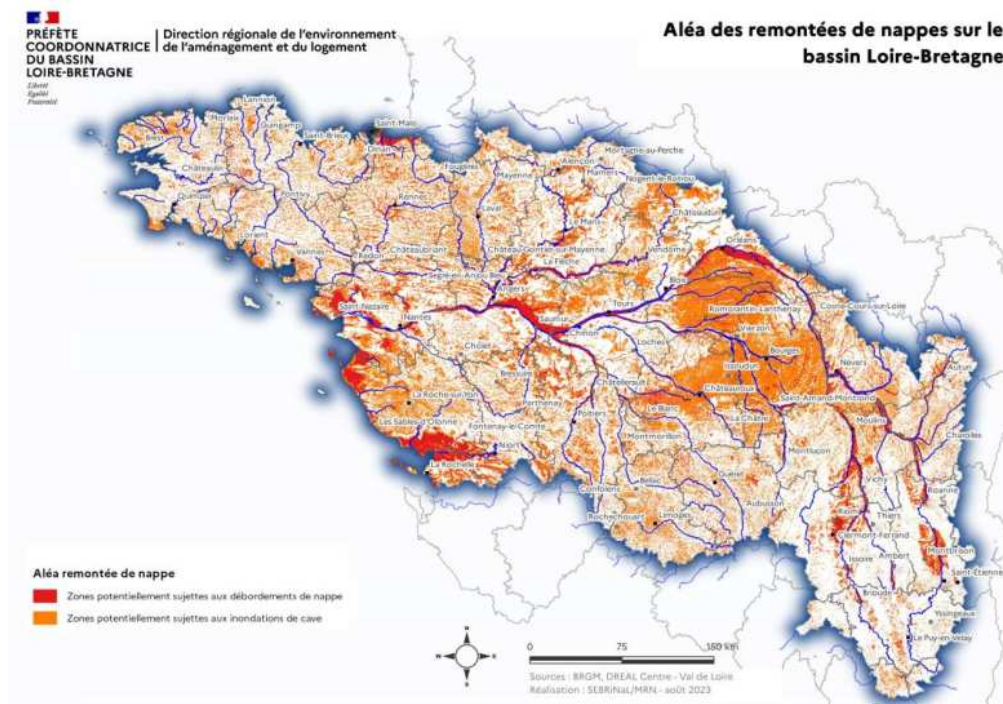 PRÉFÈTE
COORDONNATRICE
DU BASSIN
LOIRE-BRETAGNE
Liberté
Égalité
Fraternité
Direction régionale de l'environnement
de l'aménagement et du logement
Aléa des remontées de nappes sur le
bassin Loire-Bretagne
Lannion
Morlaix
Guingamp
Brest
Saint-Brieuc
Saint-Malo
Dinan
Fougères
Mayenne
Alençon
Mortagne-au-Perche
Mamers
Nogent-le-Rotrou
Châteaulin
Quimper
Pontivy
Rennes
Laval
Le Mans
Châteaudun
Lorient
Vannes
Redon
Châteaubriant
Château-Gontier-sur-Mayenne
La Flèche
Vendôme
Orléans
Segré-en-Anjou Bleu
Angers
Blois
Saint-Nazaire
Nantes
Saumur
Tours
Romorantin-Lanthenay
Cosne-Cours-sur-Loire
Chinon
Vierzon
Cholet
Loches
Bourges
Bressuire
Issoudun
Nevers
Autun
Châtellerault
Châteauroux
La Roche-sur-Yon
Parthenay
Poitiers
Le Blanc
Saint-Amand-Montrond
La Châtre
Moulins
Les Sables-d'Olonne
Fontenay-le-Comte
Niort
Montmorillon
Montluçon
Charolles
La Rochelle
Guéret
Vichy
Confolens
Bellac
Roanne
Aubusson
Riom
Thiers
Rochechouart
Limoges
Clermont-Ferrand
Montbrison
Issoire
Ambert
Saint-Étienne
Brioude
Yssingeaux
Le Puy-en-Velay
Aléa remontée de nappe
Zones potentiellement sujettes aux débordements de nappe
Zones potentiellement sujettes aux inondations de cave
N
W
E
S
0 75 150 km
Sources : BRGM, DREAL Centre - Val de Loire
Réalisation : SEBRiNaL/MRN - août 2023